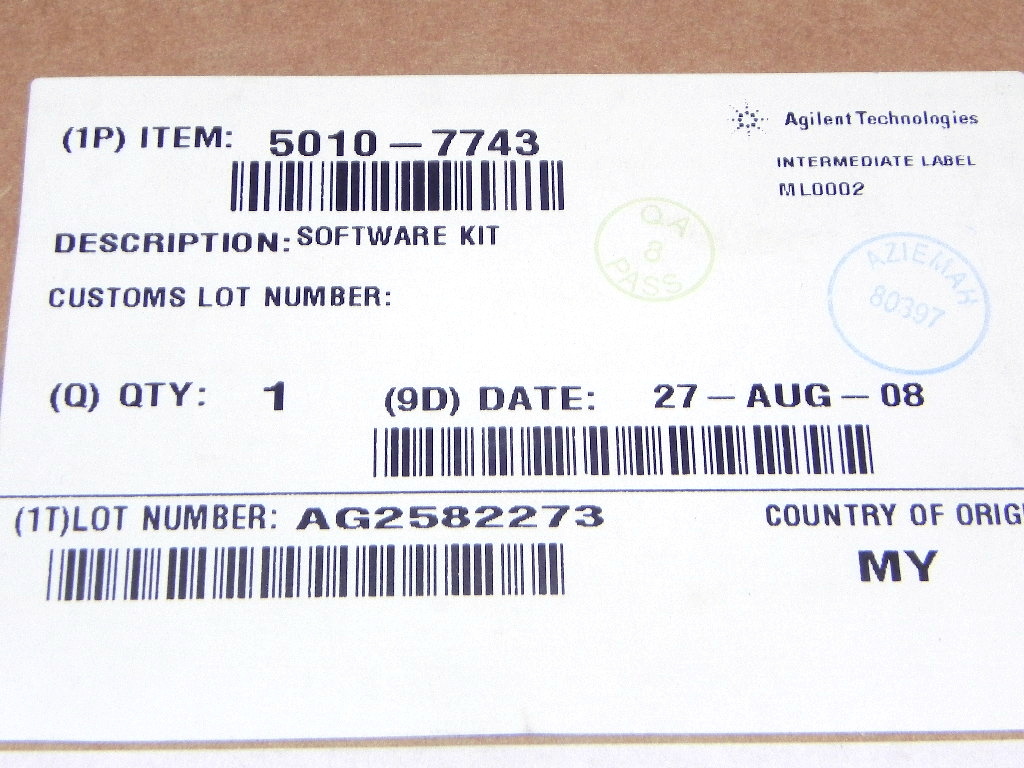 (1P) ITEM: 5010-7743
Agilent Technologies
INTERMEDIATE LABEL
ML0002
DESCRIPTION: SOFTWARE KIT
QA
8
PASS
AZIEMAH
80397
CUSTOMS LOT NUMBER:
(Q) QTY: 1 (9D) DATE: 27-AUG-08
(1T)LOT NUMBER: AG2582273
COUNTRY OF ORIGI
MY